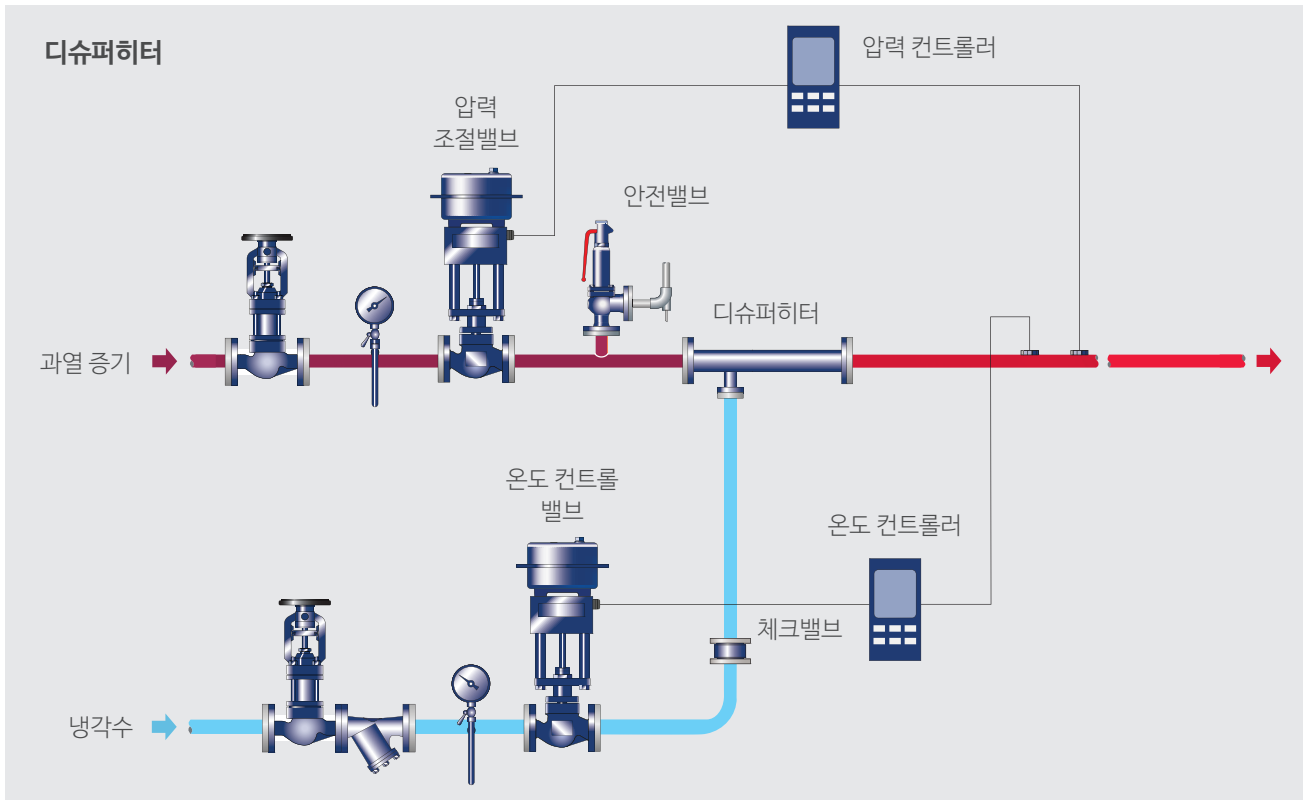 디슈퍼히터
압력 컨트롤러
압력
조절밸브
안전밸브
디슈퍼히터
과열 증기
온도 컨트롤
밸브
온도 컨트롤러
체크밸브
냉각수